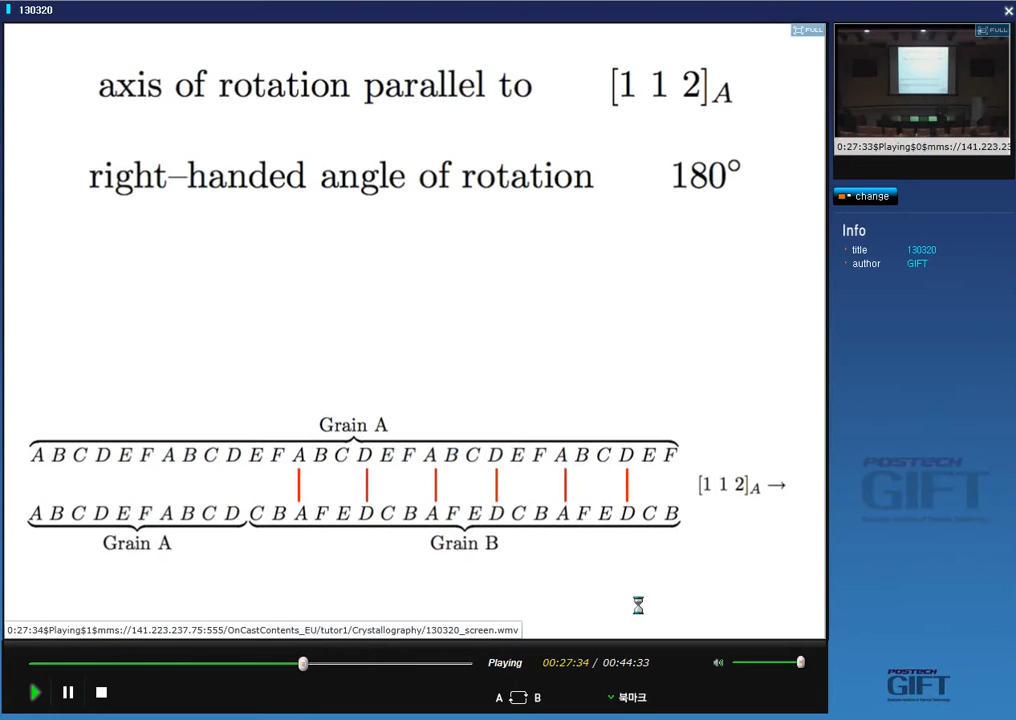 130320
FULL
axis of rotation parallel to [1 1 2]A
right–handed angle of rotation 180°
Grain A
A B C D E F A B C D E F A B C D E F A B C D E F A B C D E F
[1 1 2]A →
A B C D E F A B C D C B A F E D C B A F E D C B A F E D C B
Grain A Grain B
0:27:34$Playing$1$mms://141.223.237.75:555/OnCastContents_EU/tutor1/Crystallography/130320_screen.wmv
Playing 00:27:34 / 00:44:33
A B 북마크
FULL
0:27:33$Playing$0$mms://141.223.23
change
Info
title 130320
author GIFT
POSTECH
GIFT
POSTECH
GIFT